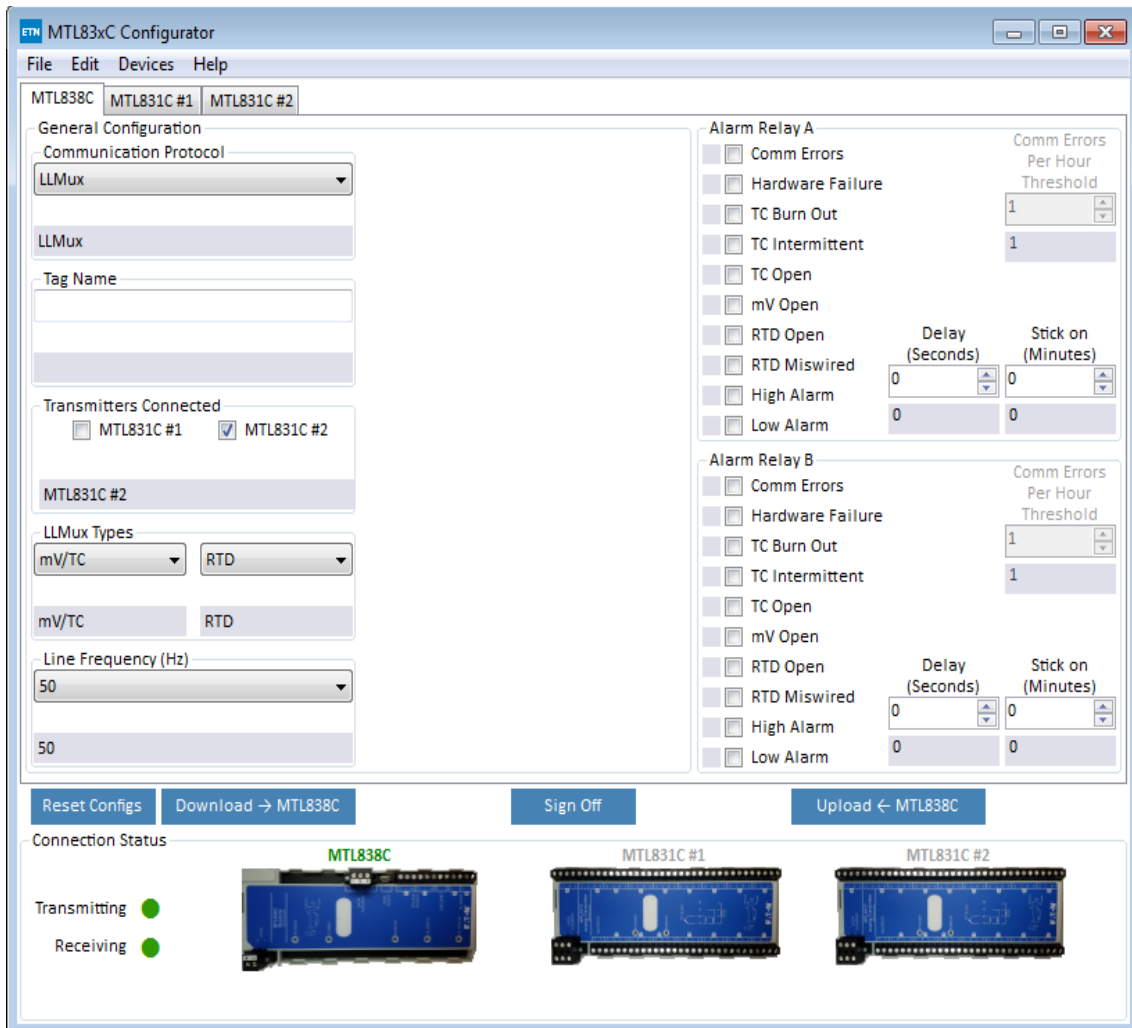 ETN MTL83xC Configurator
File Edit Devices Help
MTL838C MTL831C #1 MTL831C #2
General Configuration
Communication Protocol
LLMux
LLMux
Tag Name
Transmitters Connected
MTL831C #1 MTL831C #2
MTL831C #2
LLMux Types
mV/TC RTD
mV/TC RTD
Line Frequency (Hz)
50
50
Alarm Relay A
Comm Errors
Hardware Failure
TC Burn Out
TC Intermittent
TC Open
mV Open
RTD Open
RTD Miswired
High Alarm
Low Alarm
Comm Errors
Per Hour
Threshold
1
1
Delay
(Seconds)
0
0
Stick on
(Minutes)
0
0
Alarm Relay B
Comm Errors
Hardware Failure
TC Burn Out
TC Intermittent
TC Open
mV Open
RTD Open
RTD Miswired
High Alarm
Low Alarm
Comm Errors
Per Hour
Threshold
1
1
Delay
(Seconds)
0
0
Stick on
(Minutes)
0
0
Reset Configs Download → MTL838C Sign Off Upload ← MTL838C
Connection Status
MTL838C MTL831C #1 MTL831C #2
Transmitting
Receiving